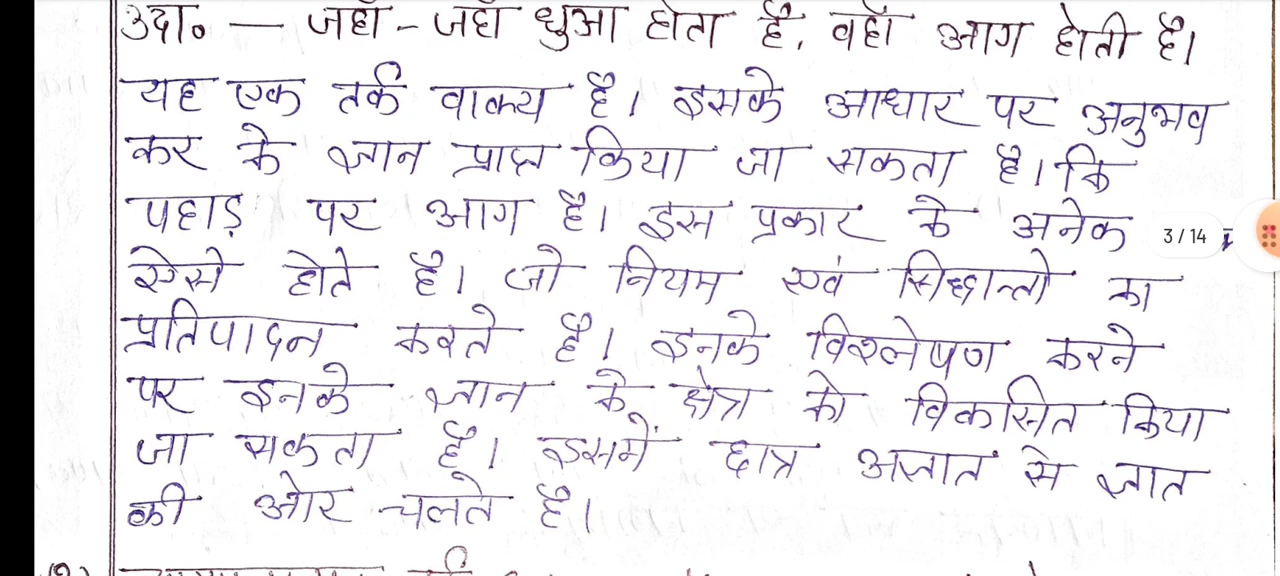 उदा० — जहाँ - जहाँ धुआ होता है, वहाँ आग होती है।
यह एक तर्क वाक्य है। इसके आधार पर अनुभव
कर के ज्ञान प्राप्त किया जा सकता है। कि
पहाड़ पर आग है। इस प्रकार के अनेक
3 / 14
ऐसे होते है। जो नियम एवं सिद्धान्तो का
प्रतिपादन करते है। इनके विश्लेषण करने
पर इनके ज्ञान के क्षेत्र को विकसित किया
जा सकता है। इसमें छात्र अज्ञात से ज्ञात
की ओर चलते है।